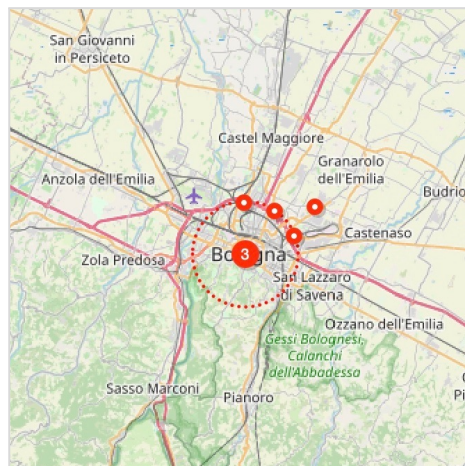 San Giovanni
in Persiceto
Castel Maggiore
Granarolo
dell'Emilia
Anzola dell'Emilia
Budrio
Castenaso
Zola Predosa
Bologna
3
San Lazzaro
di Savena
Ozzano dell'Emilia
Gessi Bolognesi,
Calanchi
dell'Abbadessa
Sasso Marconi
Pianoro